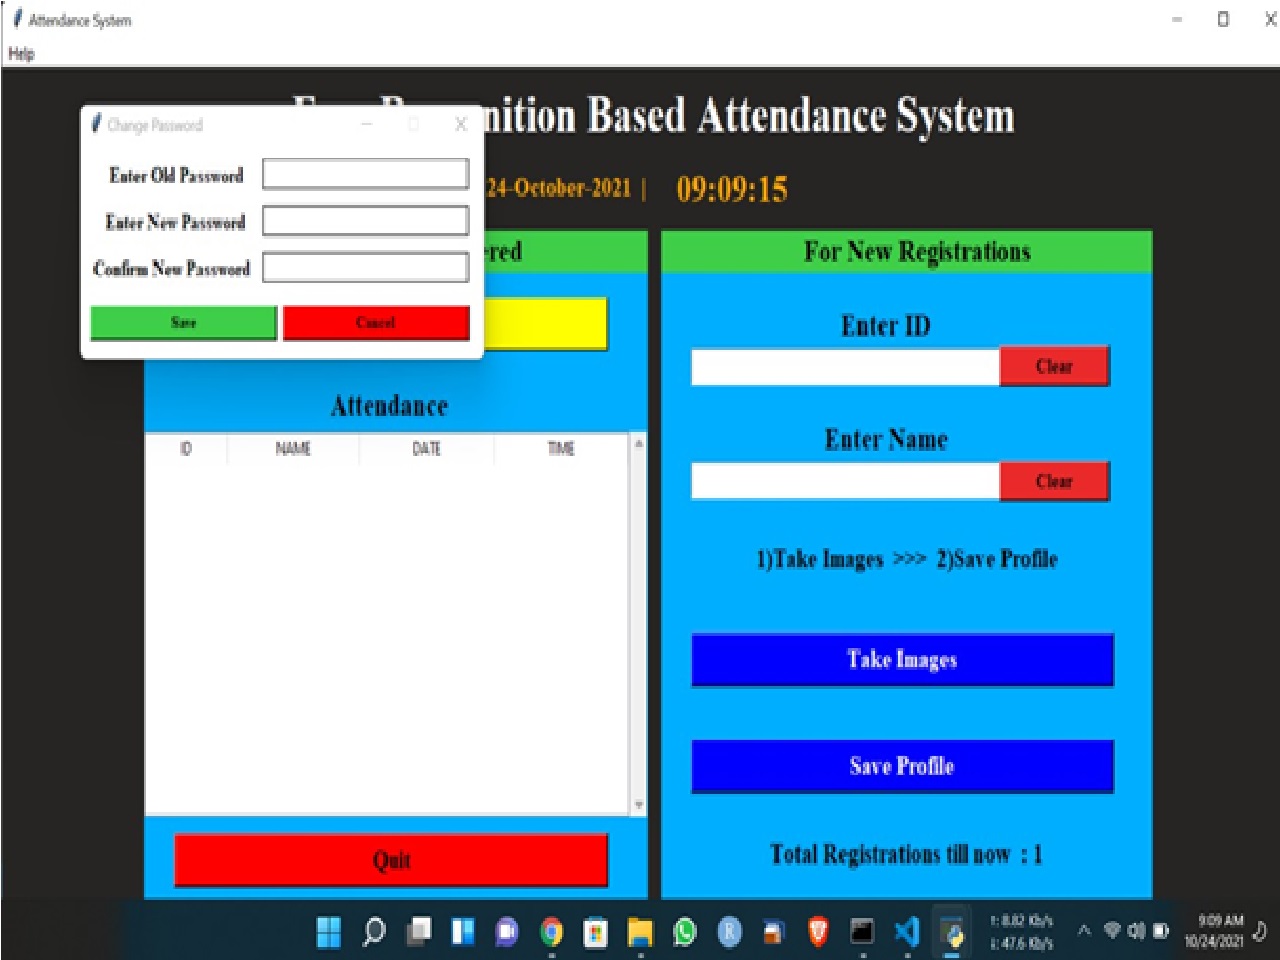 Attendance System
Help
nition Based Attendance System
Change Password
Enter Old Password
Enter New Password
Confirm New Password
Save
Cancel
24-October-2021 |
09:09:15
ered
Attendance
ID
NAME
DATE
TIME
Quit
For New Registrations
Enter ID
Clear
Enter Name
Clear
1)Take Images >>> 2)Save Profile
Take Images
Save Profile
Total Registrations till now : 1
R
↑: 8.82 Kb/s
↓: 47.6 Kb/s
9:09 AM
10/24/2021